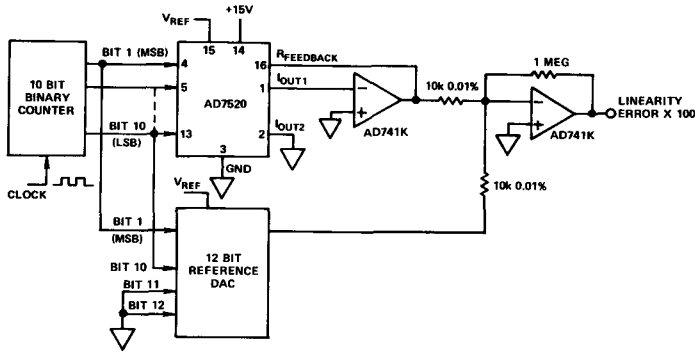 +15V
VREF
BIT 1 (MSB)
15
14
RFEEDBACK
4
16
1 MEG
10 BIT
BINARY
COUNTER
5
AD7520
1
IOUT1
10k 0.01%
LINEARITY
ERROR X 100
AD741K
AD741K
BIT 10
(LSB)
13
2
IOUT2
3
GND
CLOCK
VREF
10k 0.01%
BIT 1
(MSB)
12 BIT
REFERENCE
DAC
BIT 10
BIT 11
BIT 12